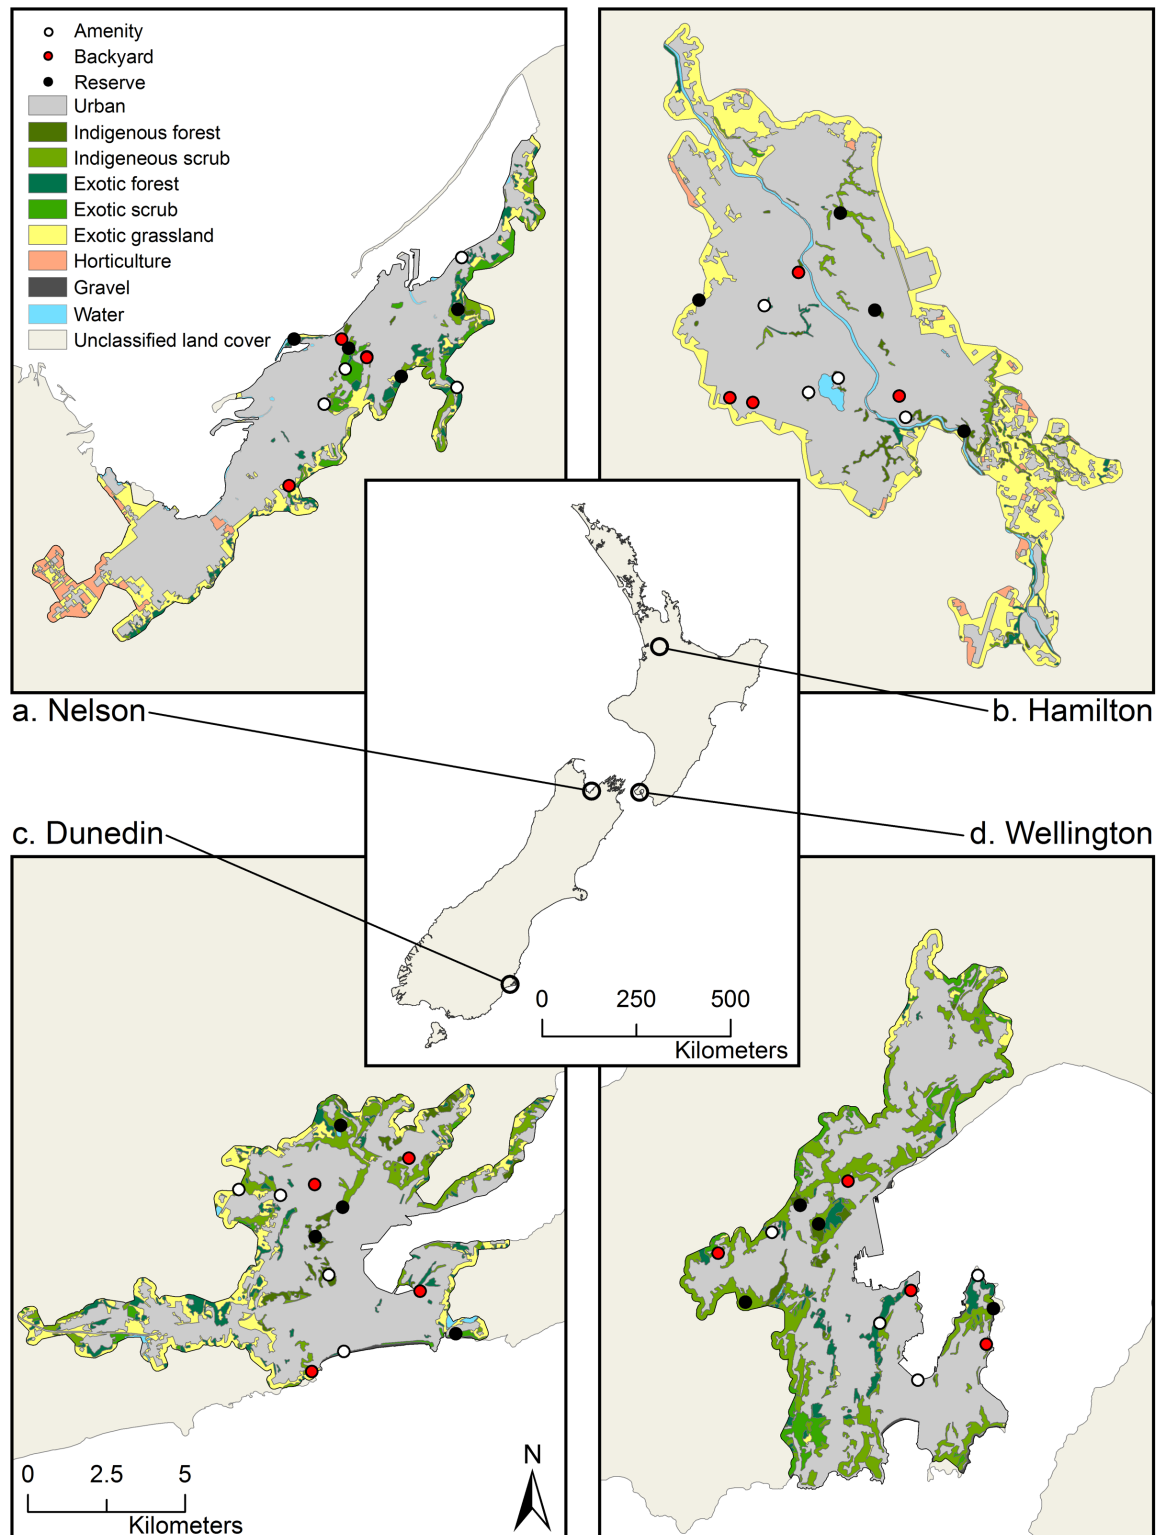 Amenity
Backyard
Reserve
Urban
Indigenous forest
Indigeneous scrub
Exotic forest
Exotic scrub
Exotic grassland
Horticulture
Gravel
Water
Unclassified land cover
a. Nelson
b. Hamilton
c. Dunedin
d. Wellington
0 250 500
Kilometers
N
0 2.5 5
Kilometers